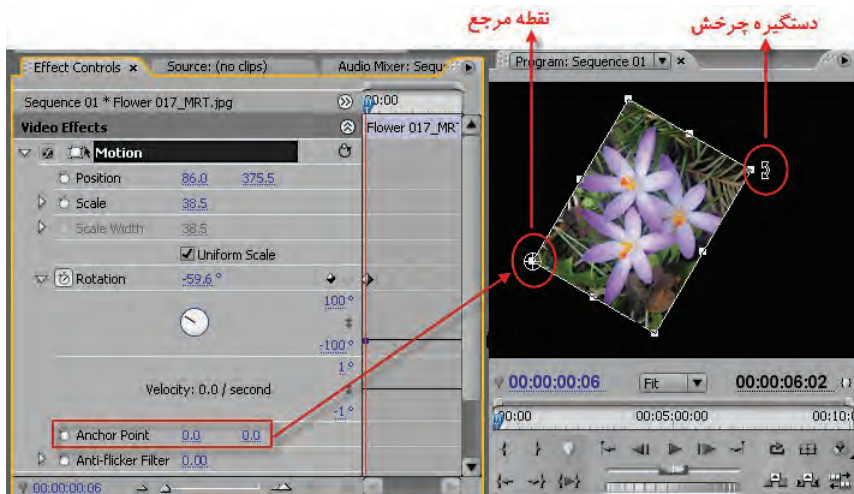 نقطه مرجع
دستگیره چرخش
Effect Controls × Source: (no clips) Audio Mixer: Seque
Program: Sequence 01 ×
Sequence 01 * Flower 017_MRT.jpg
00:00
Video Effects
Flower 017_MR
Motion
Position 86.0 375.5
Scale 38.5
Scale Width 38.5
Uniform Scale
Rotation -59.6 °
100 °
-100 °
1 °
Velocity: 0.0 / second
-1 °
Anchor Point 0.0 0.0
Anti-flicker Filter 0.00
00:00:00:06
00:00:00:06 Fit 00:00:06:02
00:00 00:05:00:00 00:10: